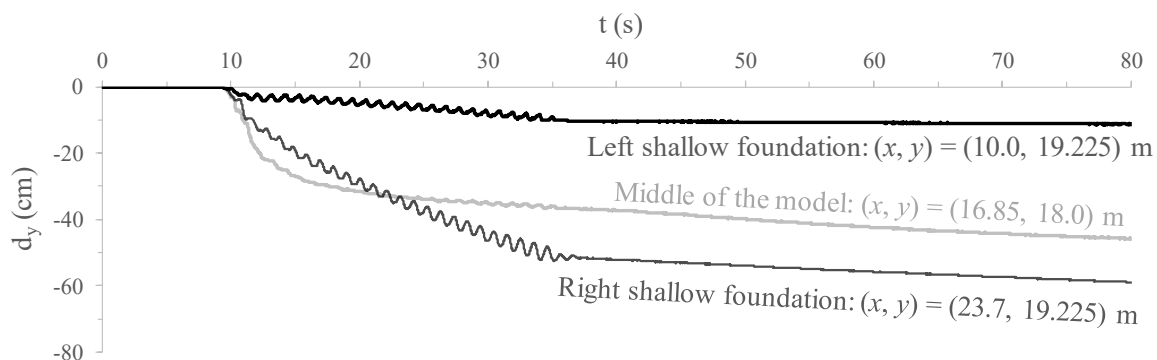 t (s)
0 10 20 30 40 50 60 70 80
0
-20
-40
-60
-80
d_y (cm)
Left shallow foundation: (x, y) = (10.0, 19.225) m
Middle of the model: (x, y) = (16.85, 18.0) m
Right shallow foundation: (x, y) = (23.7, 19.225) m